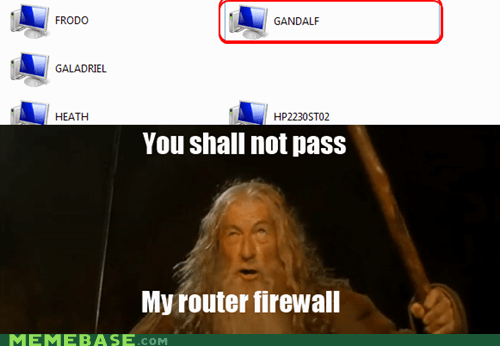 FRODO GANDALF
GALADRIEL
HEATH HP2230ST02
You shall not pass
My router firewall
MEMEBASE.COM